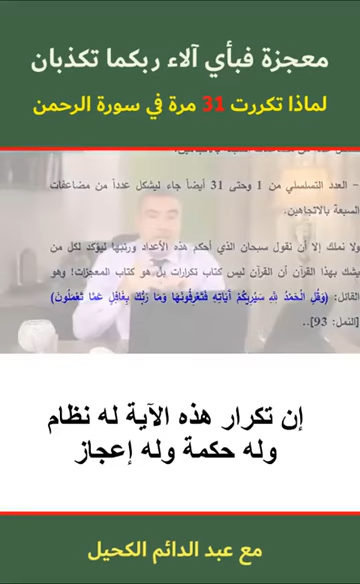 معجزة فبأي آلاء ربكما تكذبان
لماذا تكررت 31 مرة في سورة الرحمن
- العدد التسلسلي من 1 وحتى 31 أيضاً جاء ليشكل عدداً من مضاعفات
السبعة بالاتجاهين.
ولا نملك إلا أن نقول سبحان الذي أحكم هذه الأعداد ورتبها ليؤكد لكل من
يشك بهذا القرآن أن القرآن ليس كتاب تكرارات بل هو كتاب المعجزات! وهو
القائل: (وَقُلِ الْحَمْدُ لِلَّهِ سَيُرِيكُمْ آَيَاتِهِ فَتَعْرِفُونَهَا وَمَا رَبُّكَ بِغَافِلٍ عَمَّا تَعْمَلُونَ)
[النمل: 93]..
إن تكرار هذه الآية له نظام
وله حكمة وله إعجاز
مع عبد الدائم الكحيل